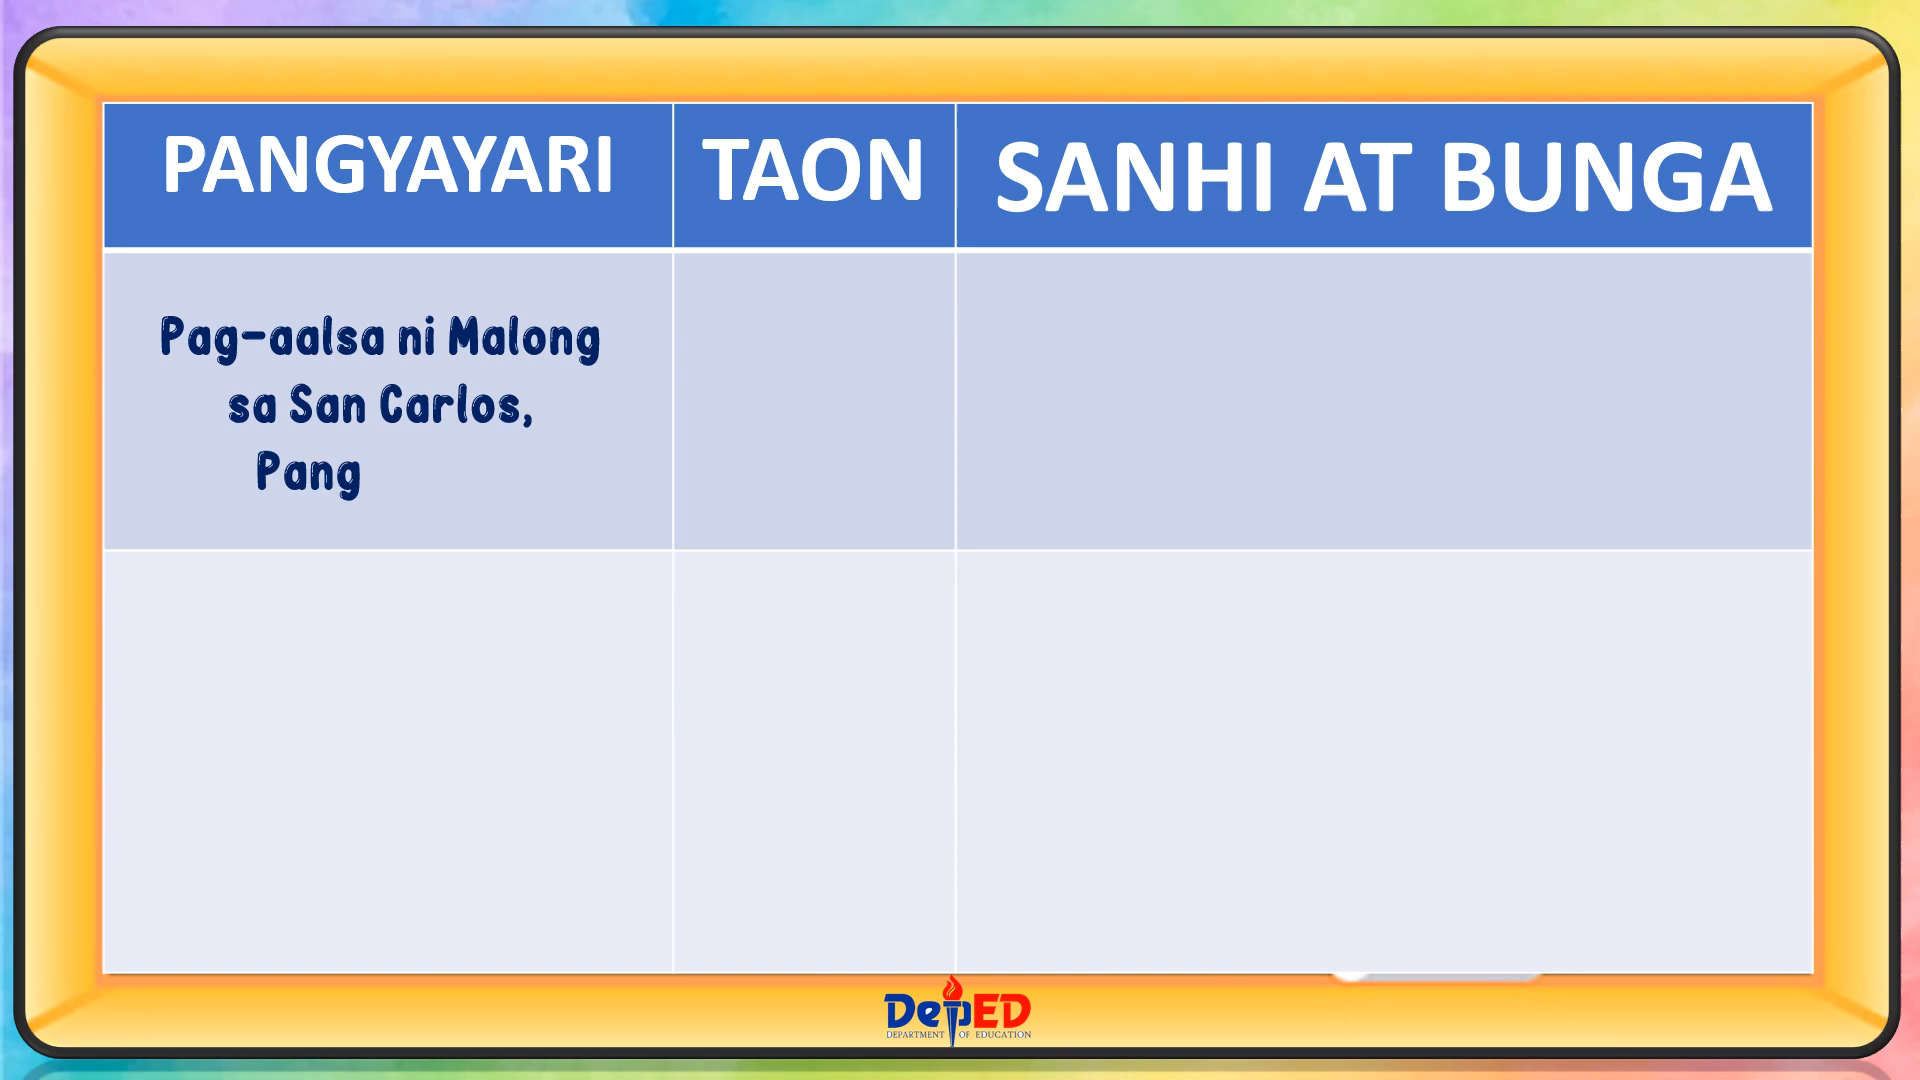 PANGYAYARI TAON SANHI AT BUNGA
Pag-aalsa ni Malong
sa San Carlos,
Pang
DepED
DEPARTMENT OF EDUCATION